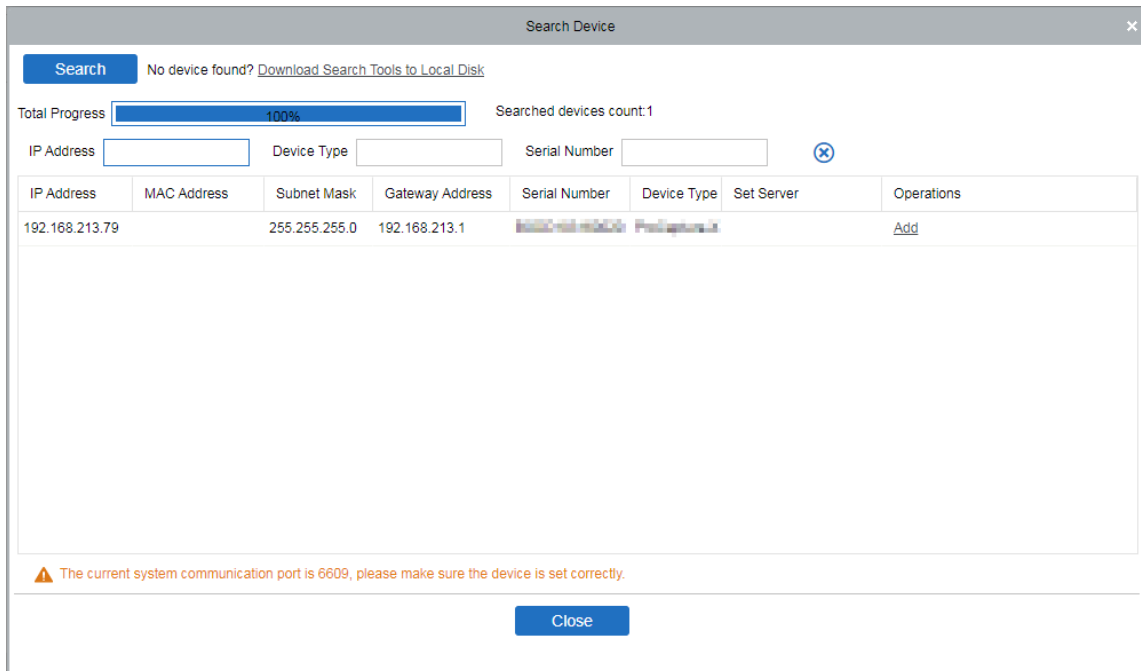 Search Device
Search No device found? Download Search Tools to Local Disk
Total Progress 100% Searched devices count:1
IP Address Device Type Serial Number
IP Address MAC Address Subnet Mask Gateway Address Serial Number Device Type Set Server Operations
192.168.213.79 255.255.255.0 192.168.213.1 Add
The current system communication port is 6609, please make sure the device is set correctly.
Close